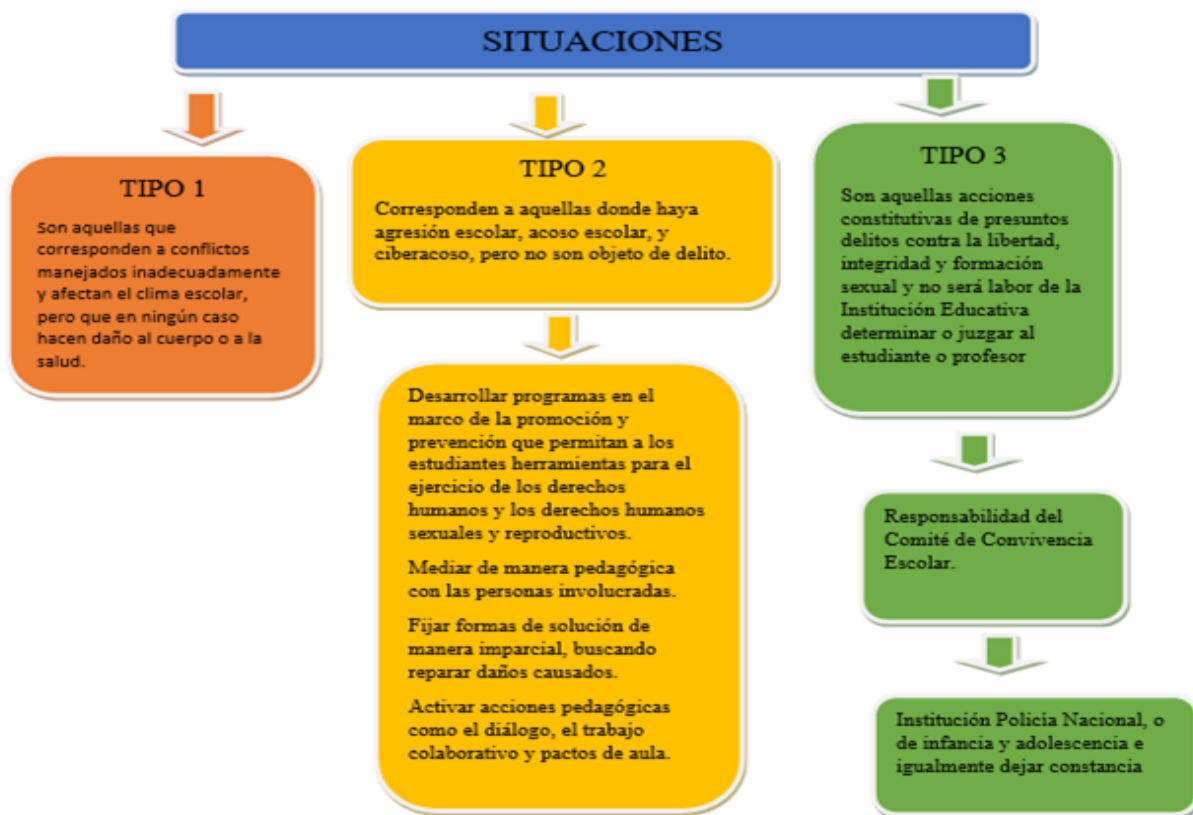 SITUACIONES
TIPO 1
Son aquellas que
corresponden a conflictos
manejados inadecuadamente
y afectan el clima escolar,
pero que en ningún caso
hacen daño al cuerpo o a la
salud.
TIPO 2
Corresponden a aquellas donde haya
agresión escolar, acoso escolar, y
ciberacoso, pero no son objeto de delito.
Desarrollar programas en el
marco de la promoción y
prevención que permitan a los
estudiantes herramientas para el
ejercicio de los derechos
humanos y los derechos humanos
sexuales y reproductivos.
Mediar de manera pedagógica
con las personas involucradas.
Fijar formas de solución de
manera imparcial, buscando
reparar daños causados.
Activar acciones pedagógicas
como el diálogo, el trabajo
colaborativo y pactos de aula.
TIPO 3
Son aquellas acciones
constitutivas de presuntos
delitos contra la libertad,
integridad y formación
sexual y no será labor de la
Institución Educativa
determinar o juzgar al
estudiante o profesor
Responsabilidad del
Comité de Convivencia
Escolar.
Institución Policía Nacional, o
de infancia y adolescencia e
igualmente dejar constancia